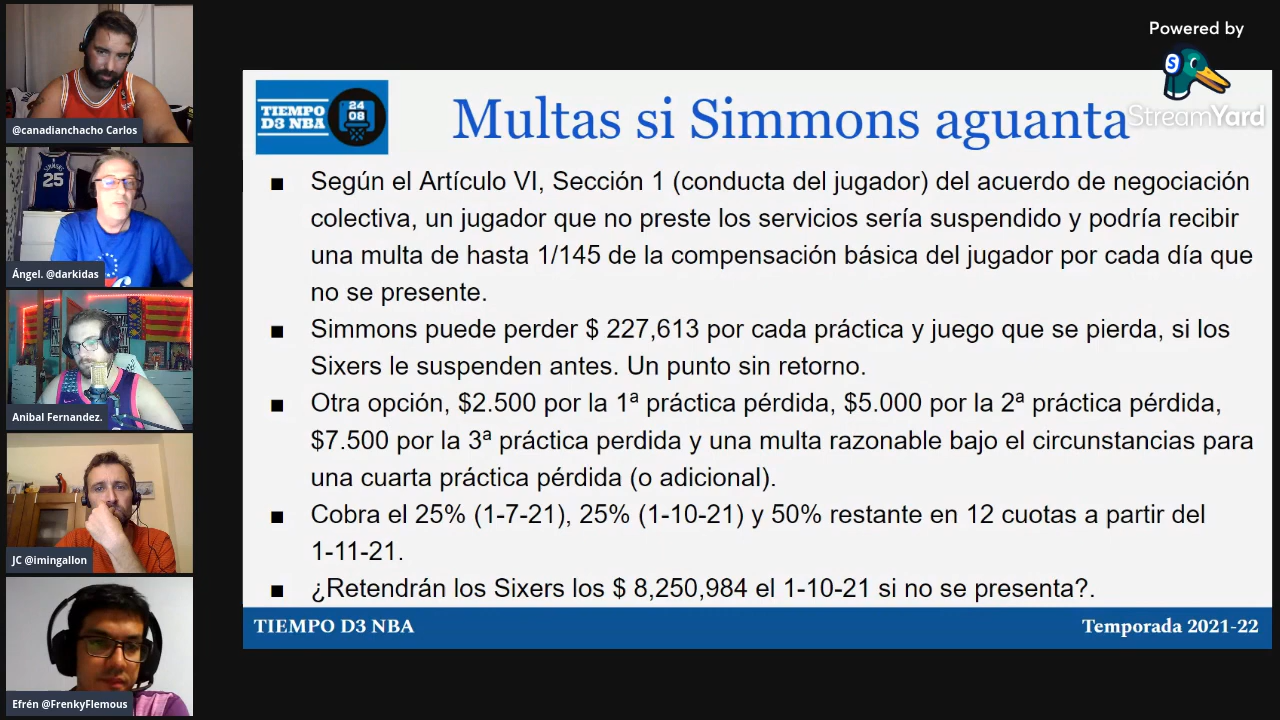 @canadianchacho Carlos
SIMMONS
25
Ángel. @darkidas
Anibal Fernandez.
JC @imingallon
Efrén @FrenkyFlemous
Powered by
StreamYard
TIEMPO
D3 NBA
24
08
Multas si Simmons aguanta
■ Según el Artículo VI, Sección 1 (conducta del jugador) del acuerdo de negociación
colectiva, un jugador que no preste los servicios sería suspendido y podría recibir
una multa de hasta 1/145 de la compensación básica del jugador por cada día que
no se presente.
■ Simmons puede perder $ 227,613 por cada práctica y juego que se pierda, si los
Sixers le suspenden antes. Un punto sin retorno.
■ Otra opción, $2.500 por la 1ª práctica pérdida, $5.000 por la 2ª práctica pérdida,
$7.500 por la 3ª práctica perdida y una multa razonable bajo el circunstancias para
una cuarta práctica pérdida (o adicional).
■ Cobra el 25% (1-7-21), 25% (1-10-21) y 50% restante en 12 cuotas a partir del
1-11-21.
■ ¿Retendrán los Sixers los $ 8,250,984 el 1-10-21 si no se presenta?.
TIEMPO D3 NBA
Temporada 2021-22